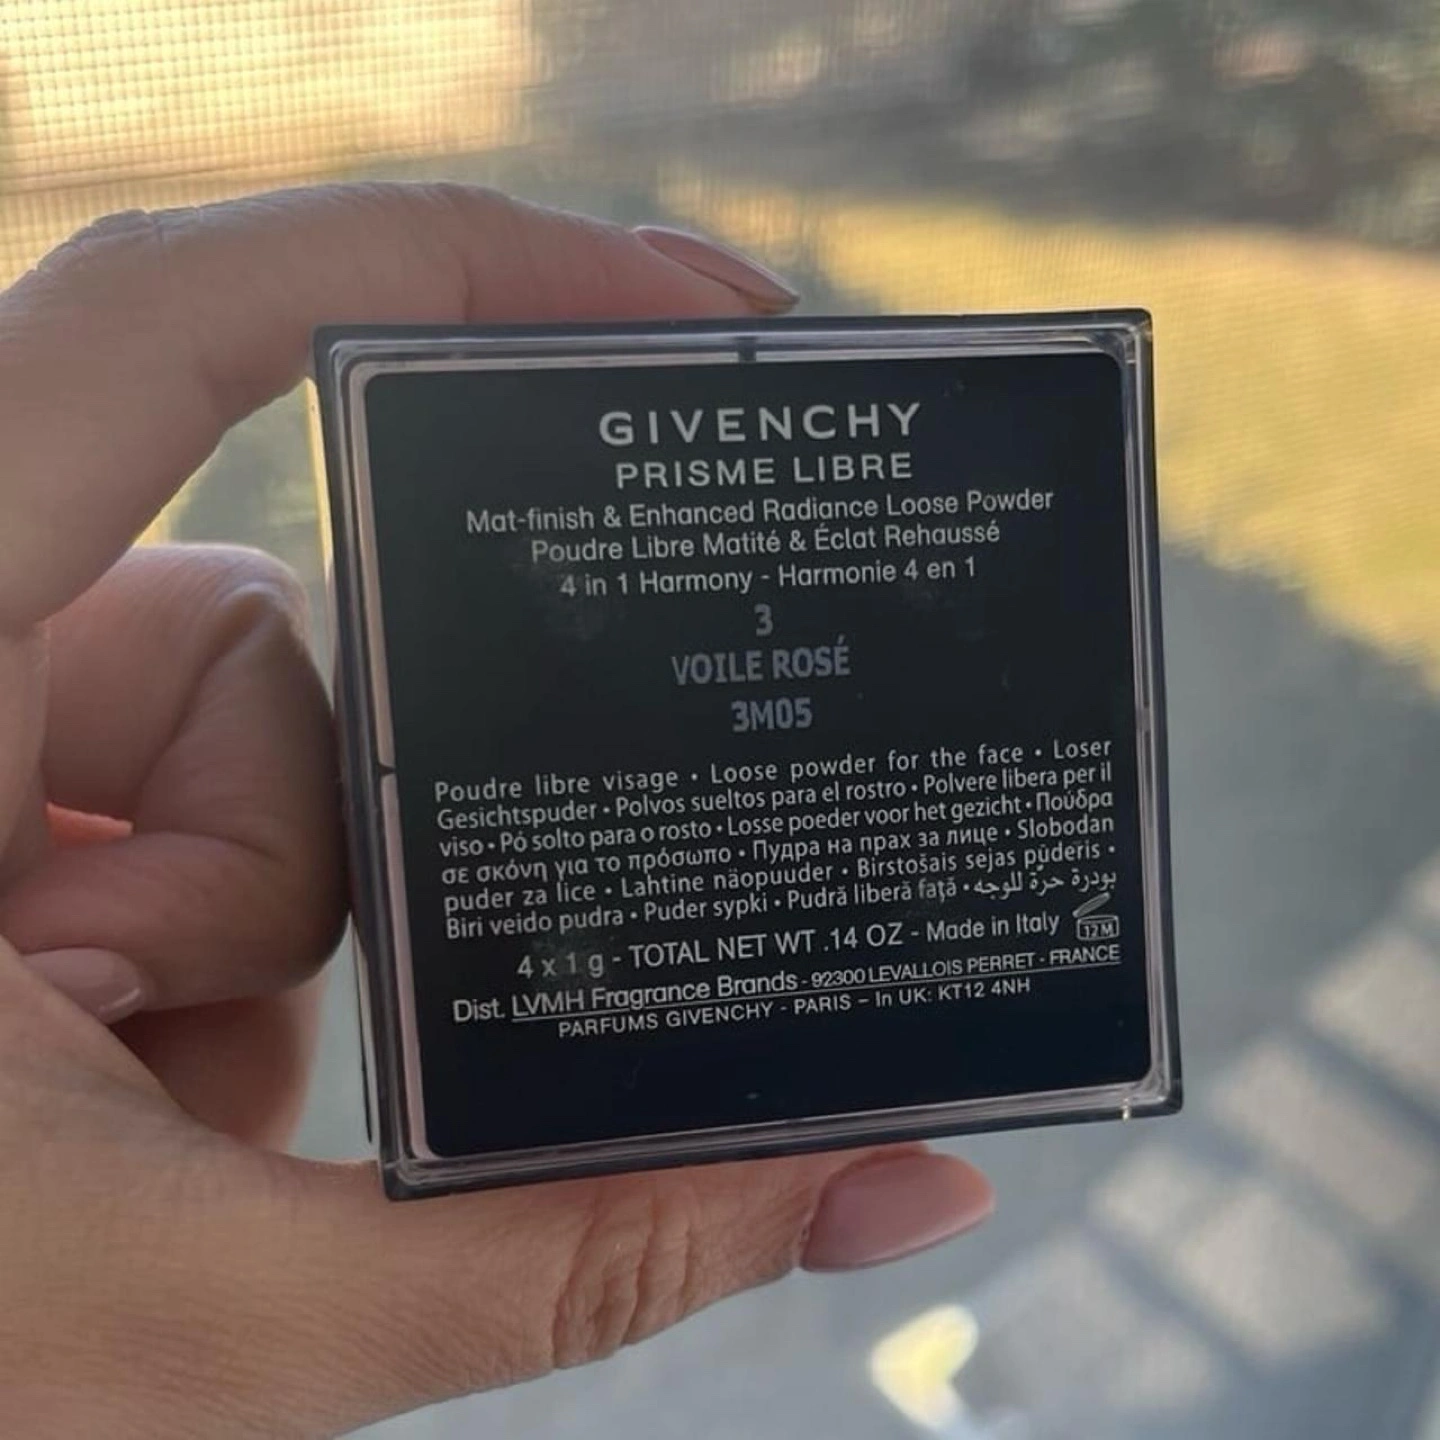 GIVENCHY
PRISME LIBRE
Mat-finish & Enhanced Radiance Loose Powder
Poudre Libre Matité & Éclat Rehaussé
4 in 1 Harmony - Harmonie 4 en 1
3
VOILE ROSÉ
3M05
Poudre libre visage • Loose powder for the face • Loser
Gesichtspuder • Polvos sueltos para el rostro • Polvere libera per il
viso • Pó solto para o rosto • Losse poeder voor het gezicht • Πούδρα
σε σκόνη για το πρόσωπο • Пудра на прах за лице • Slobodan
puder za lice • Lahtine näopuuder • Birstošais sejas pūderis •
Biri veido pudra • Puder sypki • Pudră liberă faţă • بودرة حرّة للوجه
4 x 1 g - TOTAL NET WT .14 OZ - Made in Italy 12M
Dist. LVMH Fragrance Brands - 92300 LEVALLOIS PERRET - FRANCE
PARFUMS GIVENCHY - PARIS – In UK: KT12 4NH